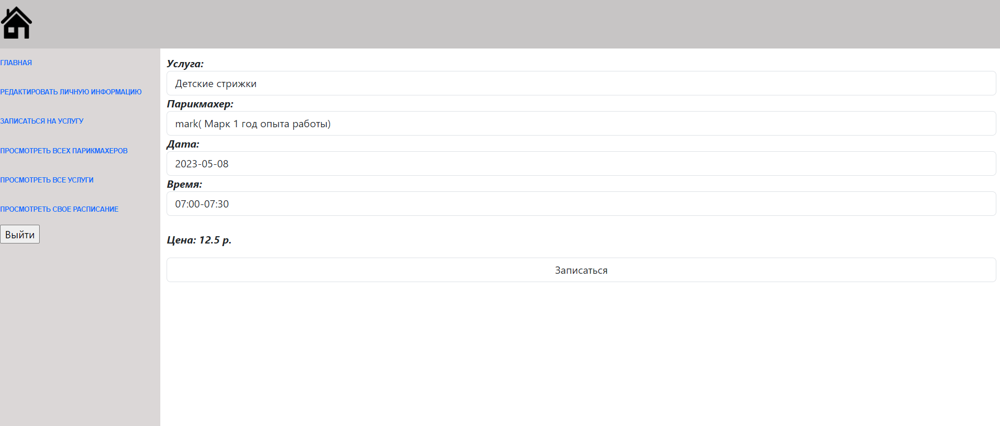 ГЛАВНАЯ
РЕДАКТИРОВАТЬ ЛИЧНУЮ ИНФОРМАЦИЮ
ЗАПИСАТЬСЯ НА УСЛУГУ
ПРОСМОТРЕТЬ ВСЕХ ПАРИКМАХЕРОВ
ПРОСМОТРЕТЬ ВСЕ УСЛУГИ
ПРОСМОТРЕТЬ СВОЕ РАСПИСАНИЕ
Выйти
Услуга:
Детские стрижки
Парикмахер:
mark( Марк 1 год опыта работы)
Дата:
2023-05-08
Время:
07:00-07:30
Цена: 12.5 р.
Записаться